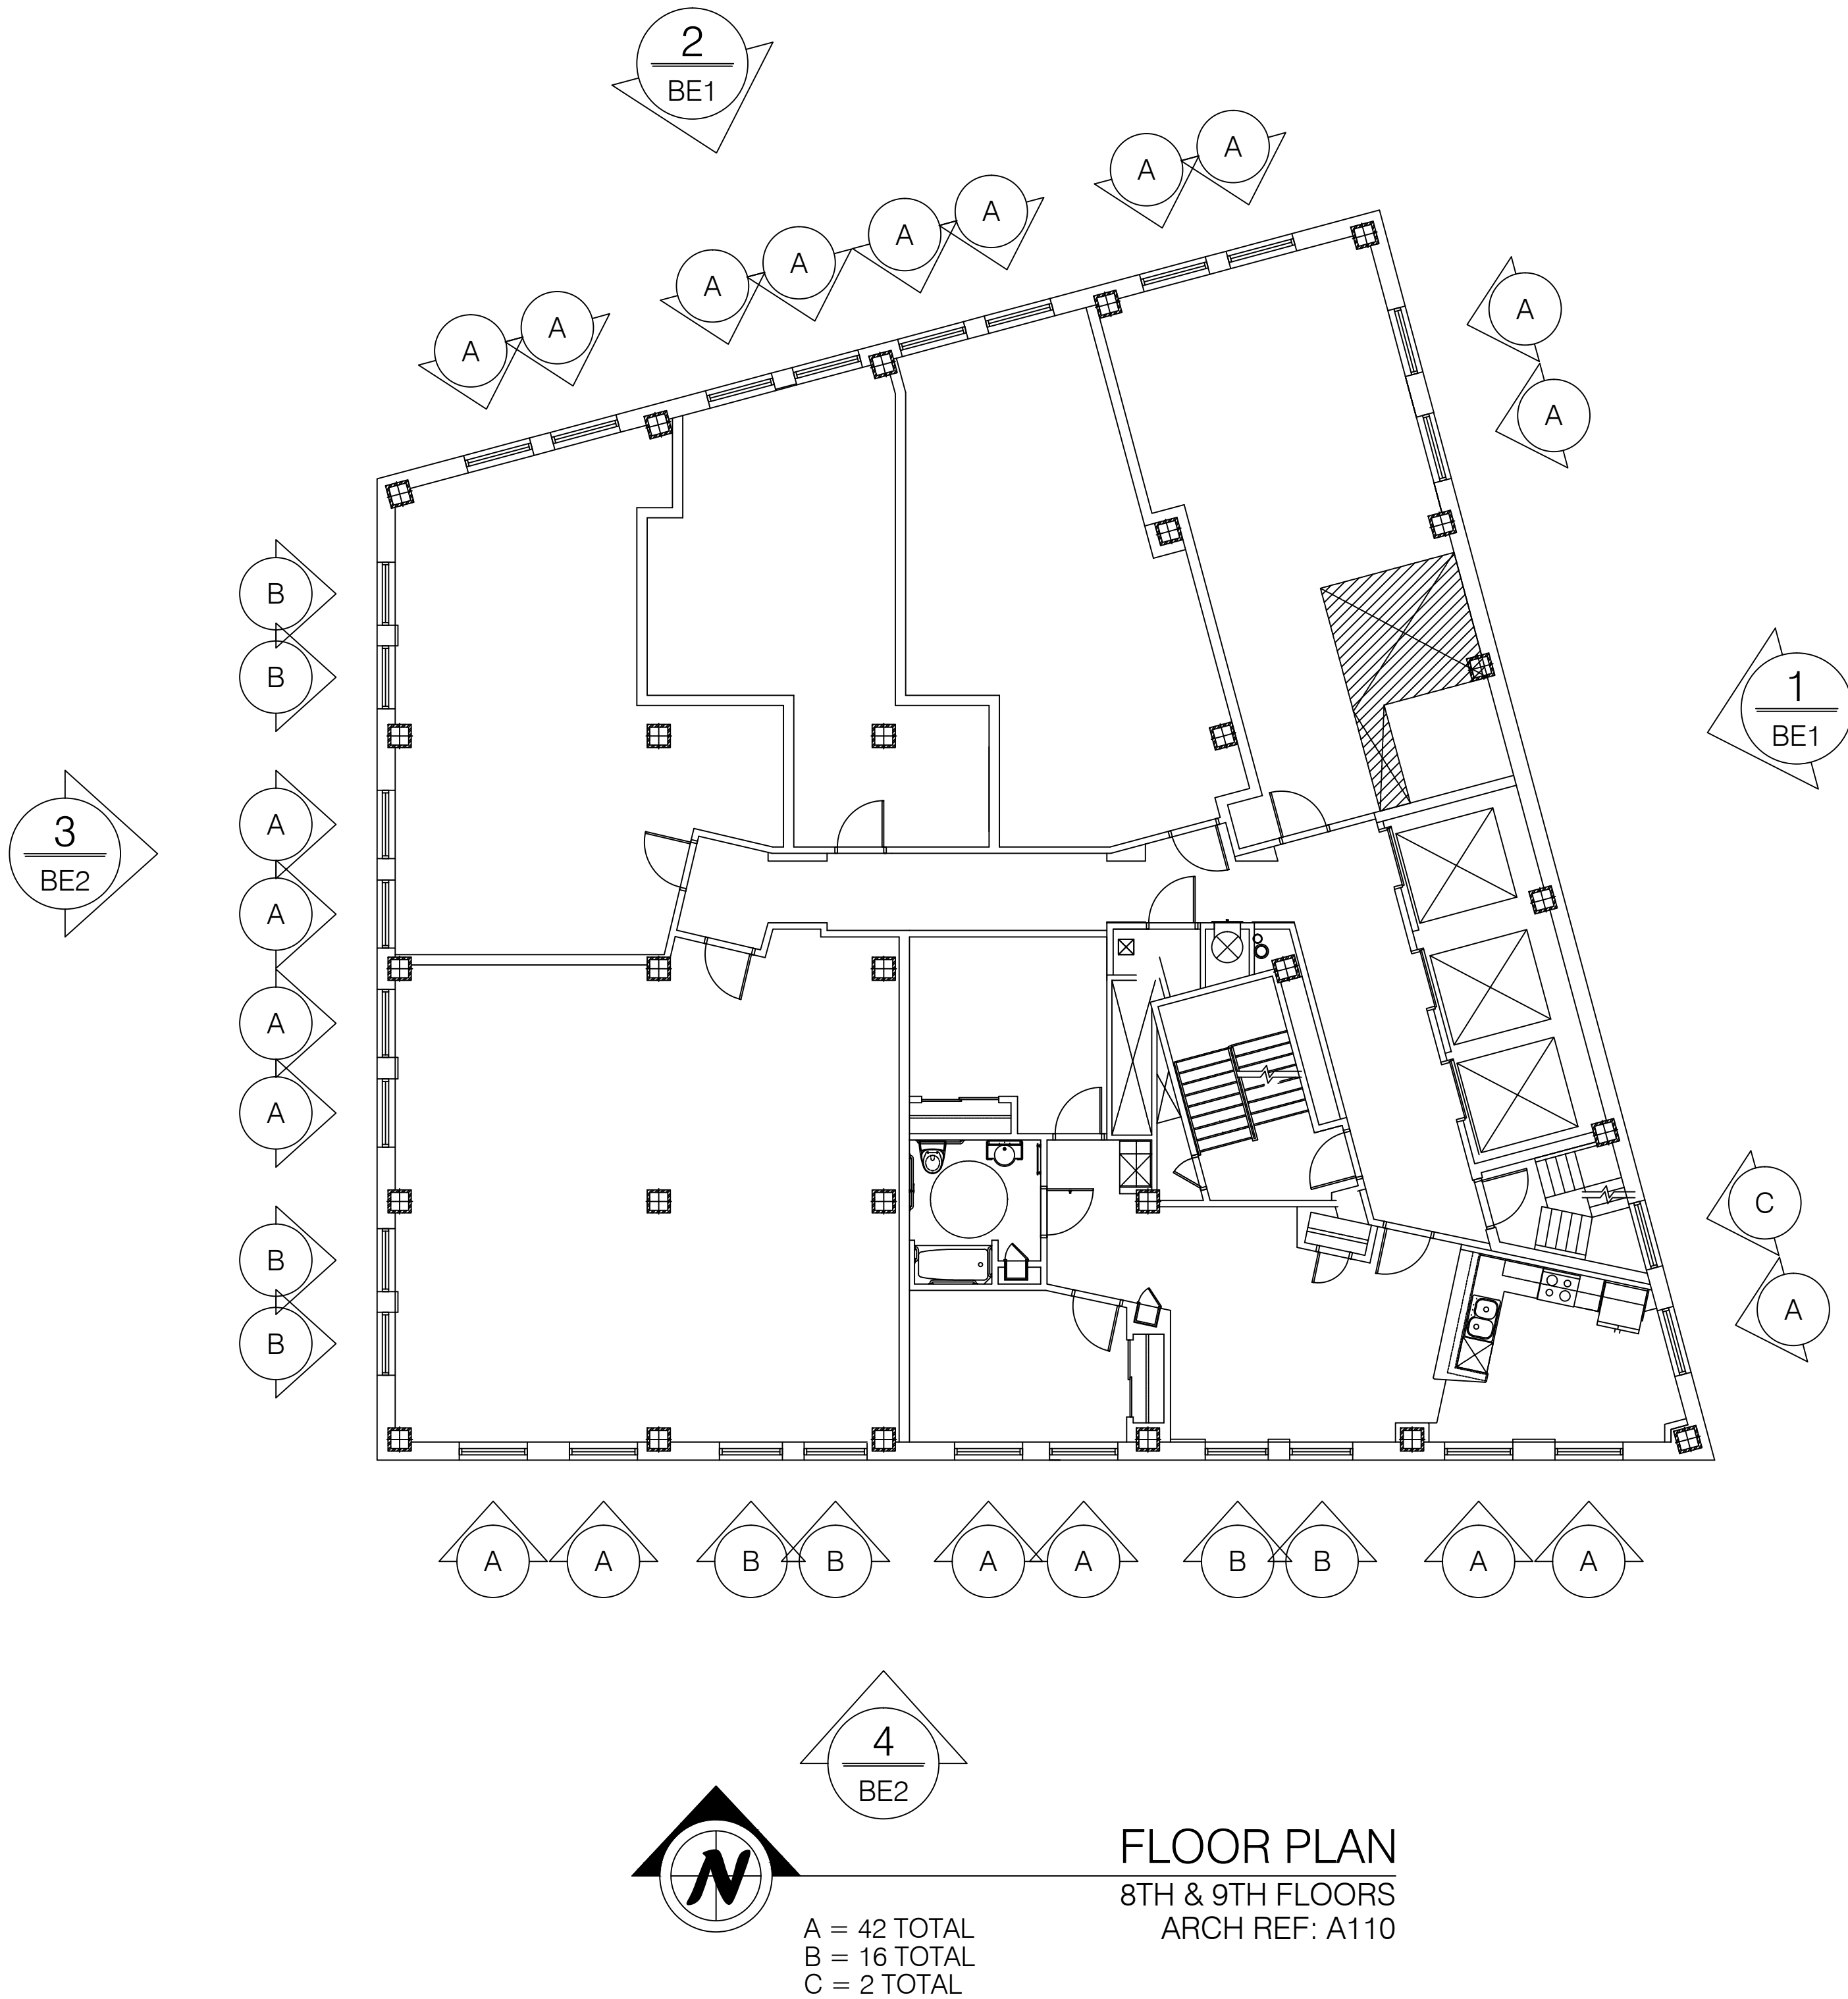 2
BE1
A
A
A
A
A
A
A
A
A
A
B
B
1
BE1
A
3
BE2
A
A
A
C
B
A
B
A
A
B
B
A
A
B
B
A
A
4
BE2
N
FLOOR PLAN
8TH & 9TH FLOORS
ARCH REF: A110
A = 42 TOTAL
B = 16 TOTAL
C = 2 TOTAL